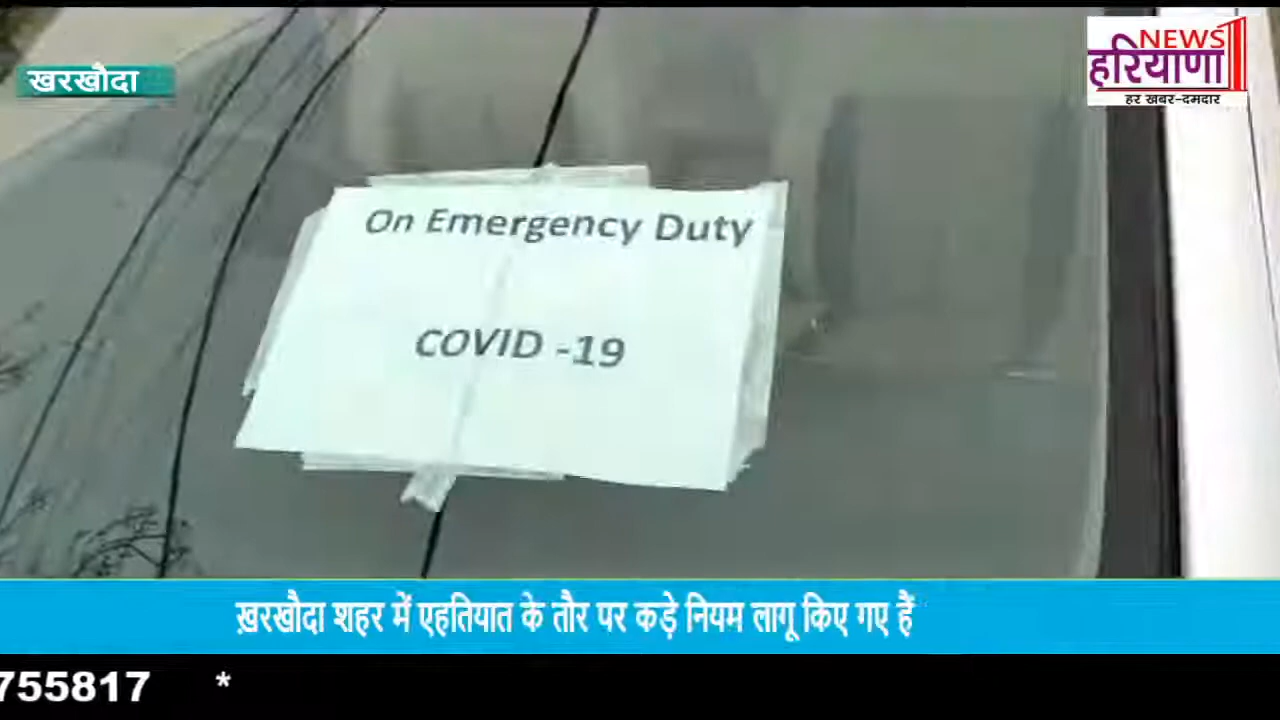 खरखौदा
NEWS 1
हरियाणा
हर खबर-दमदार
On Emergency Duty
COVID -19
ख़रखौदा शहर में एहतियात के तौर पर कड़े नियम लागू किए गए हैं
755817 *